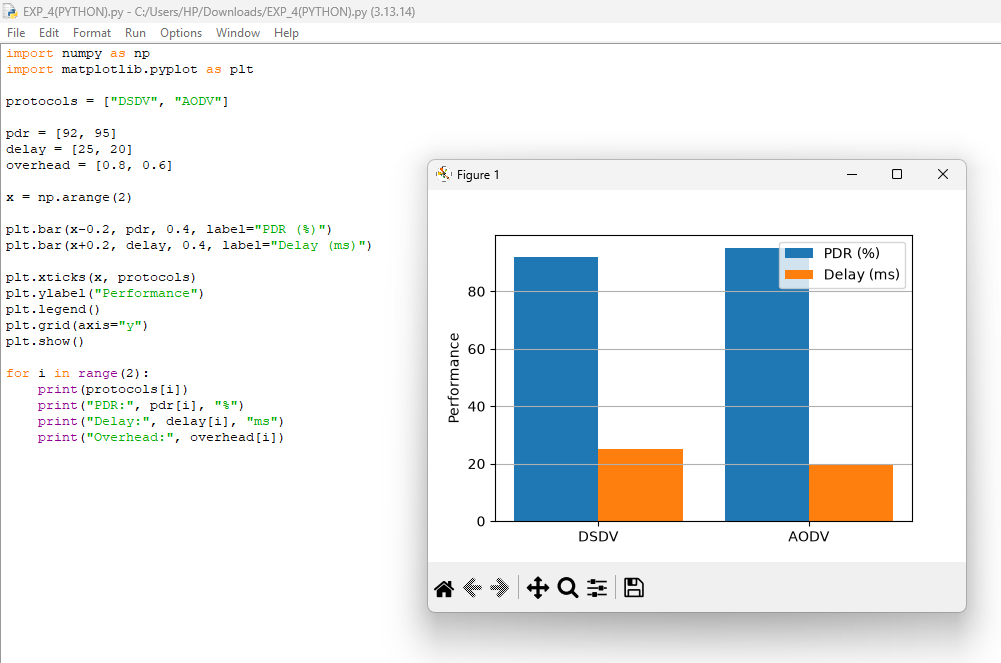 EXP_4(PYTHON).py - C:/Users/HP/Downloads/EXP_4(PYTHON).py (3.13.14)
File Edit Format Run Options Window Help
import numpy as np
import matplotlib.pyplot as plt
protocols = ["DSDV", "AODV"]
pdr = [92, 95]
delay = [25, 20]
overhead = [0.8, 0.6]
x = np.arange(2)
plt.bar(x-0.2, pdr, 0.4, label="PDR (%)")
plt.bar(x+0.2, delay, 0.4, label="Delay (ms)")
plt.xticks(x, protocols)
plt.ylabel("Performance")
plt.legend()
plt.grid(axis="y")
plt.show()
for i in range(2):
    print(protocols[i])
    print("PDR:", pdr[i], "%")
    print("Delay:", delay[i], "ms")
    print("Overhead:", overhead[i])
Figure 1
PDR (%)
Delay (ms)
80
60
40
20
0
Performance
DSDV
AODV